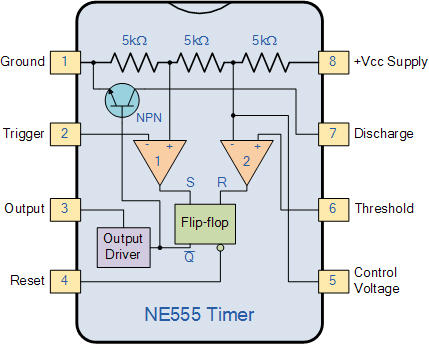 5kΩ 5kΩ 5kΩ
Ground 1 8 +Vcc Supply
NPN
Trigger 2 - + - + 7 Discharge
1 2
S R
Output 3 6 Threshold
Flip-flop
Output
Driver
Q̅
Reset 4 5 Control
Voltage
NE555 Timer